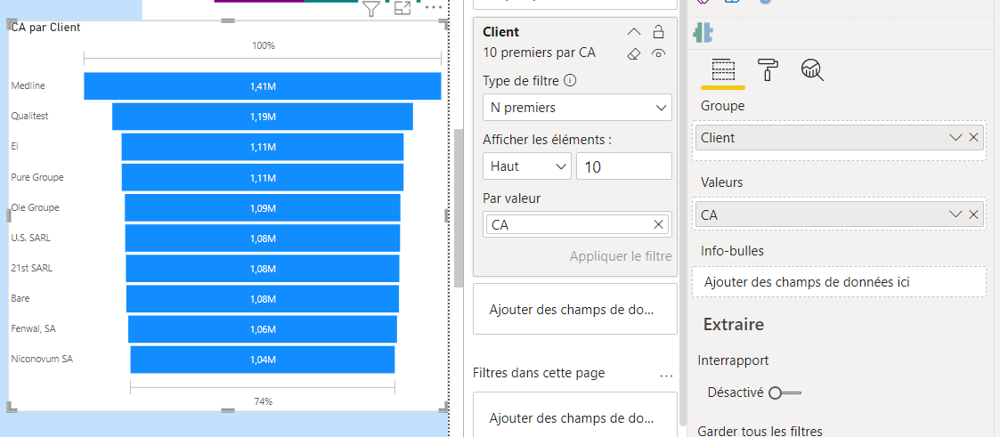 CA par Client
100%
Medline 1,41M
Qualitest 1,19M
Ei 1,11M
Pure Groupe 1,11M
Ole Groupe 1,09M
U.S. SARL 1,08M
21st SARL 1,08M
Bare 1,08M
Fenwal, SA 1,06M
Niconovum SA 1,04M
74%
Client
10 premiers par CA
Type de filtre
N premiers
Afficher les éléments :
Haut 10
Par valeur
CA
Appliquer le filtre
Ajouter des champs de do...
Filtres dans cette page ...
Ajouter des champs de do...
Groupe
Client
Valeurs
CA
Info-bulles
Ajouter des champs de données ici
Extraire
Interrapport
Désactivé
Garder tous les filtres